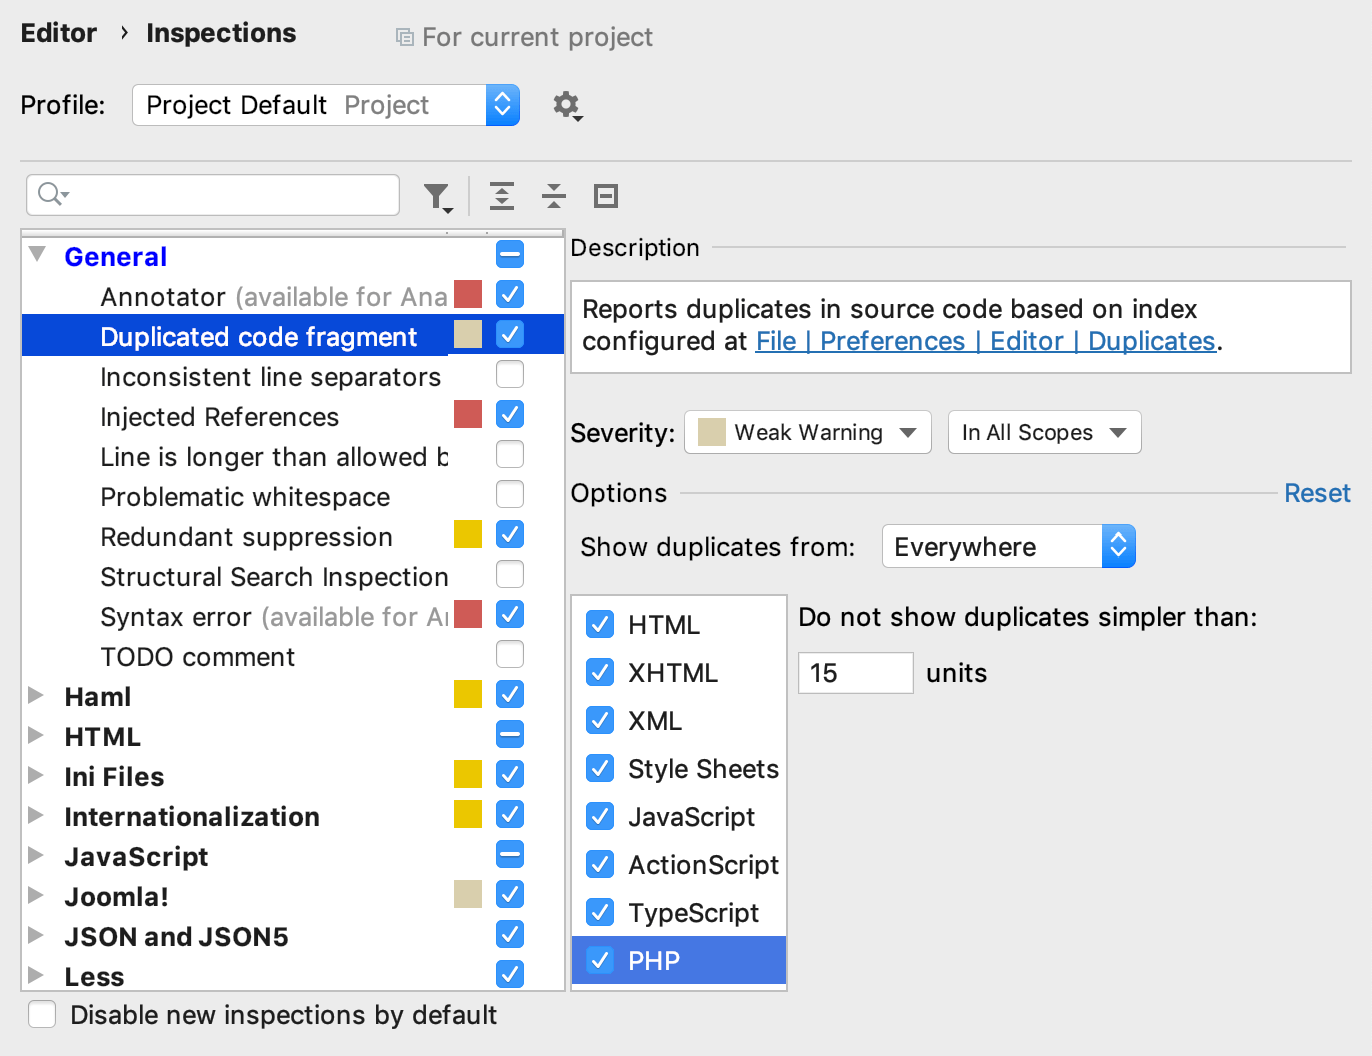 Editor › Inspections For current project
Profile: Project Default Project
General
Annotator (available for Ana
Duplicated code fragment
Inconsistent line separators
Injected References
Line is longer than allowed b
Problematic whitespace
Redundant suppression
Structural Search Inspection
Syntax error (available for A
TODO comment
Haml
HTML
Ini Files
Internationalization
JavaScript
Joomla!
JSON and JSON5
Less
Disable new inspections by default
Description
Reports duplicates in source code based on index
configured at File | Preferences | Editor | Duplicates.
Severity: Weak Warning In All Scopes
Options Reset
Show duplicates from: Everywhere
HTML
XHTML
XML
Style Sheets
JavaScript
ActionScript
TypeScript
PHP
Do not show duplicates simpler than:
15 units